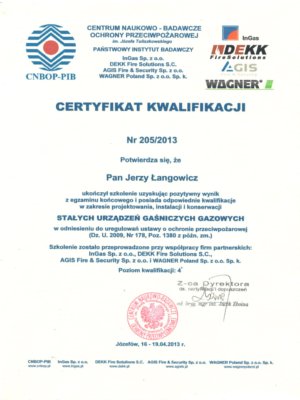 CENTRUM NAUKOWO - BADAWCZE
OCHRONY PRZECIWPOŻAROWEJ
im. Józefa Tuliszkowskiego
PAŃSTWOWY INSTYTUT BADAWCZY
InGas Sp. z o.o.
DEKK Fire Solutions S.C.
AGIS Fire & Security Sp. z o.o.
WAGNER Poland Sp. z o.o. Sp. k.
CNBOP-PIB
InGas
DEKK
FireSolutions
AGIS
WAGNER
CERTYFIKAT KWALIFIKACJI
Nr 205/2013
Potwierdza się, że
Pan Jerzy Łangowicz
ukończył szkolenie uzyskując pozytywny wynik
z egzaminu końcowego i posiada odpowiednie kwalifikacje
w zakresie projektowania, instalacji i konserwacji
STAŁYCH URZĄDZEŃ GAŚNICZYCH GAZOWYCH
w odniesieniu do uregulowań ustawy o ochronie przeciwpożarowej
(Dz. U. 2009, Nr 178, Poz. 1380 z późn. zm.)
Szkolenie zostało przeprowadzone przy współpracy firm partnerskich:
InGas Sp. z o.o., DEKK Fire Solutions S.C.,
AGIS Fire & Security Sp. z o.o. i WAGNER Poland Sp. z o.o. Sp. k.
Poziom kwalifikacji: 4
Z-ca Dyrektora
ds. certyfikacji i dopuszczeń
Józefów, 16 - 19.04.2013 r.
CNBOP-PIB InGas Sp. z o.o. DEKK Fire Solutions S.C. AGIS Fire & Security Sp. z o.o. WAGNER Poland Sp. z o.o. Sp. k.
www.cnbop.pl www.ingas.pl www.dekk.pl www.agisfs.pl www.wagnerpoland.pl